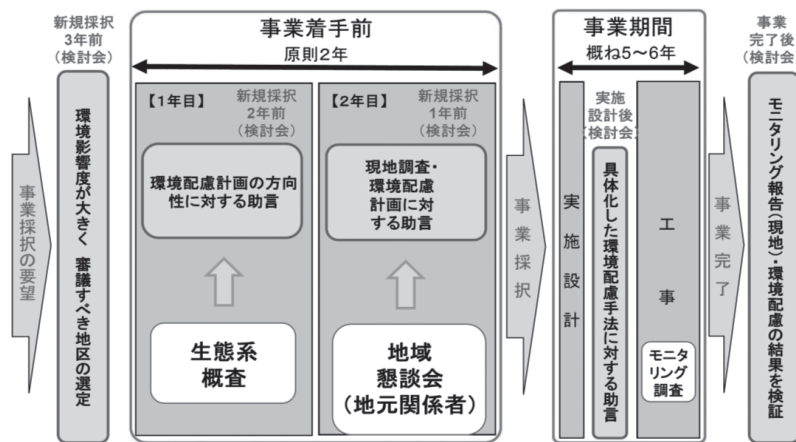 事業採択の要望
新規採択
3年前
(検討会)
環境影響度が大きく 審議すべき地区の選定
事業着手前
原則2年
【1年目】
新規採択
2年前
(検討会)
環境配慮計画の方向
性に対する助言
生態系
概査
【2年目】
新規採択
1年前
(検討会)
現地調査・
環境配慮
計画に対
する助言
地域
懇談会
(地元関係者)
事業採択
事業期間
概ね5〜6年
実施設計
実施
設計後
(検討会)
具体化した環境配慮手法に対する助言
工事
モニタ
リング
調査
事業完了
事業
完了後
(検討会)
モニタリング報告(現地)・環境配慮の結果を検証